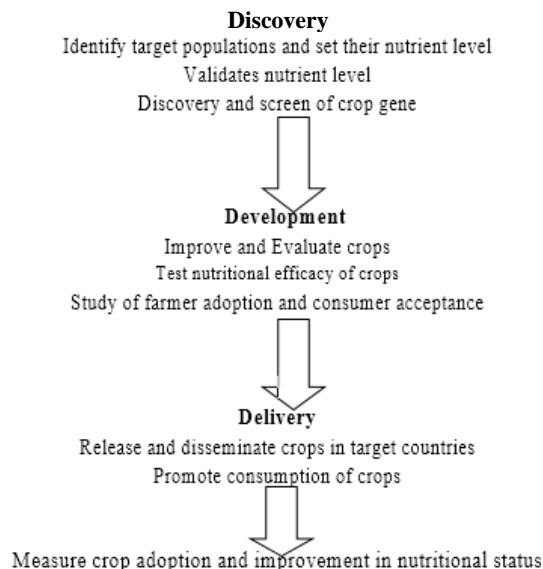 Discovery
Identify target populations and set their nutrient level
Validates nutrient level
Discovery and screen of crop gene
Development
Improve and Evaluate crops
Test nutritional efficacy of crops
Study of farmer adoption and consumer acceptance
Delivery
Release and disseminate crops in target countries
Promote consumption of crops
Measure crop adoption and improvement in nutritional status